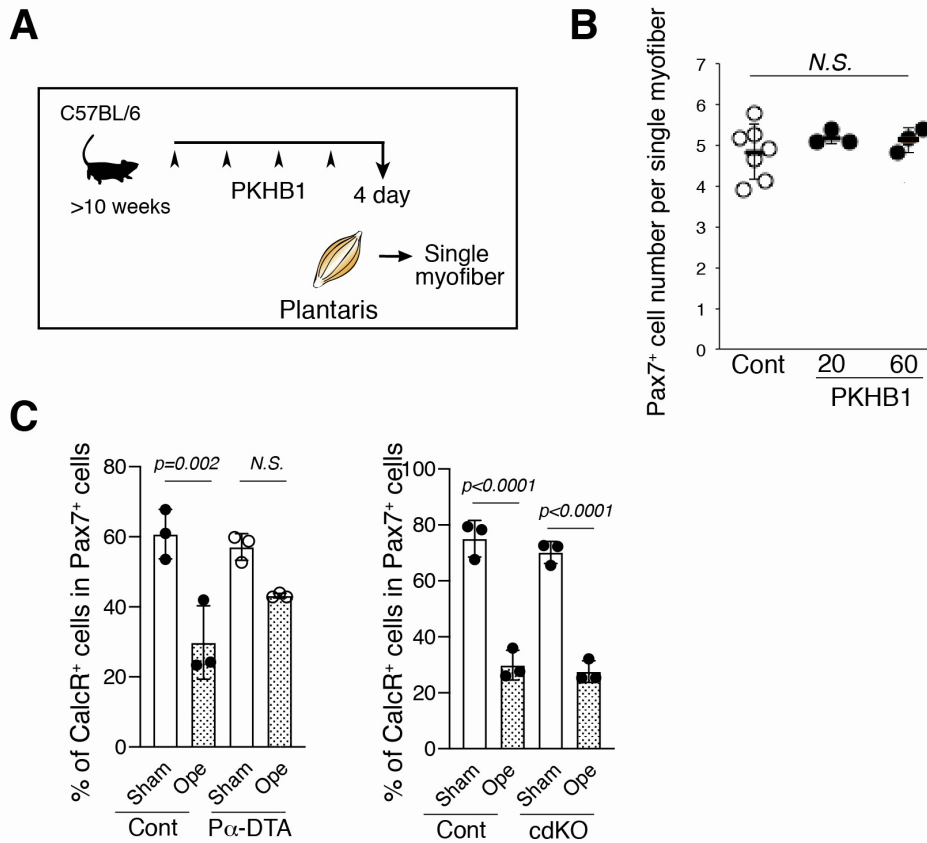 A
C57BL/6
>10 weeks
PKHB1
4 day
Single
myofiber
Plantaris
B
Pax7⁺ cell number per single myofiber
N.S.
7
6
5
4
3
2
1
0
Cont
20
60
PKHB1
C
% of CalcR⁺ cells in Pax7⁺ cells
p=0.002
N.S.
80
60
40
20
0
Sham
Ope
Sham
Ope
Cont
Pα-DTA
% of CalcR⁺ cells in Pax7⁺ cells
p<0.0001
p<0.0001
100
80
60
40
20
0
Sham
Ope
Sham
Ope
Cont
cdKO